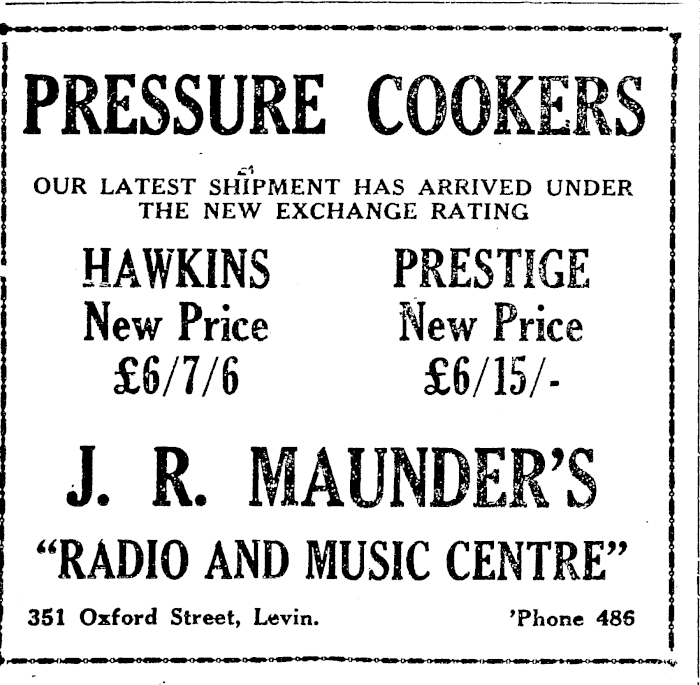 PRESSURE COOKERS
OUR LATEST SHIPMENT HAS ARRIVED UNDER
THE NEW EXCHANGE RATING
HAWKINS
New Price
£6/7/6
PRESTIGE
New Price
£6/15/-
J. R. MAUNDER'S
"RADIO AND MUSIC CENTRE"
351 Oxford Street, Levin.
'Phone 486